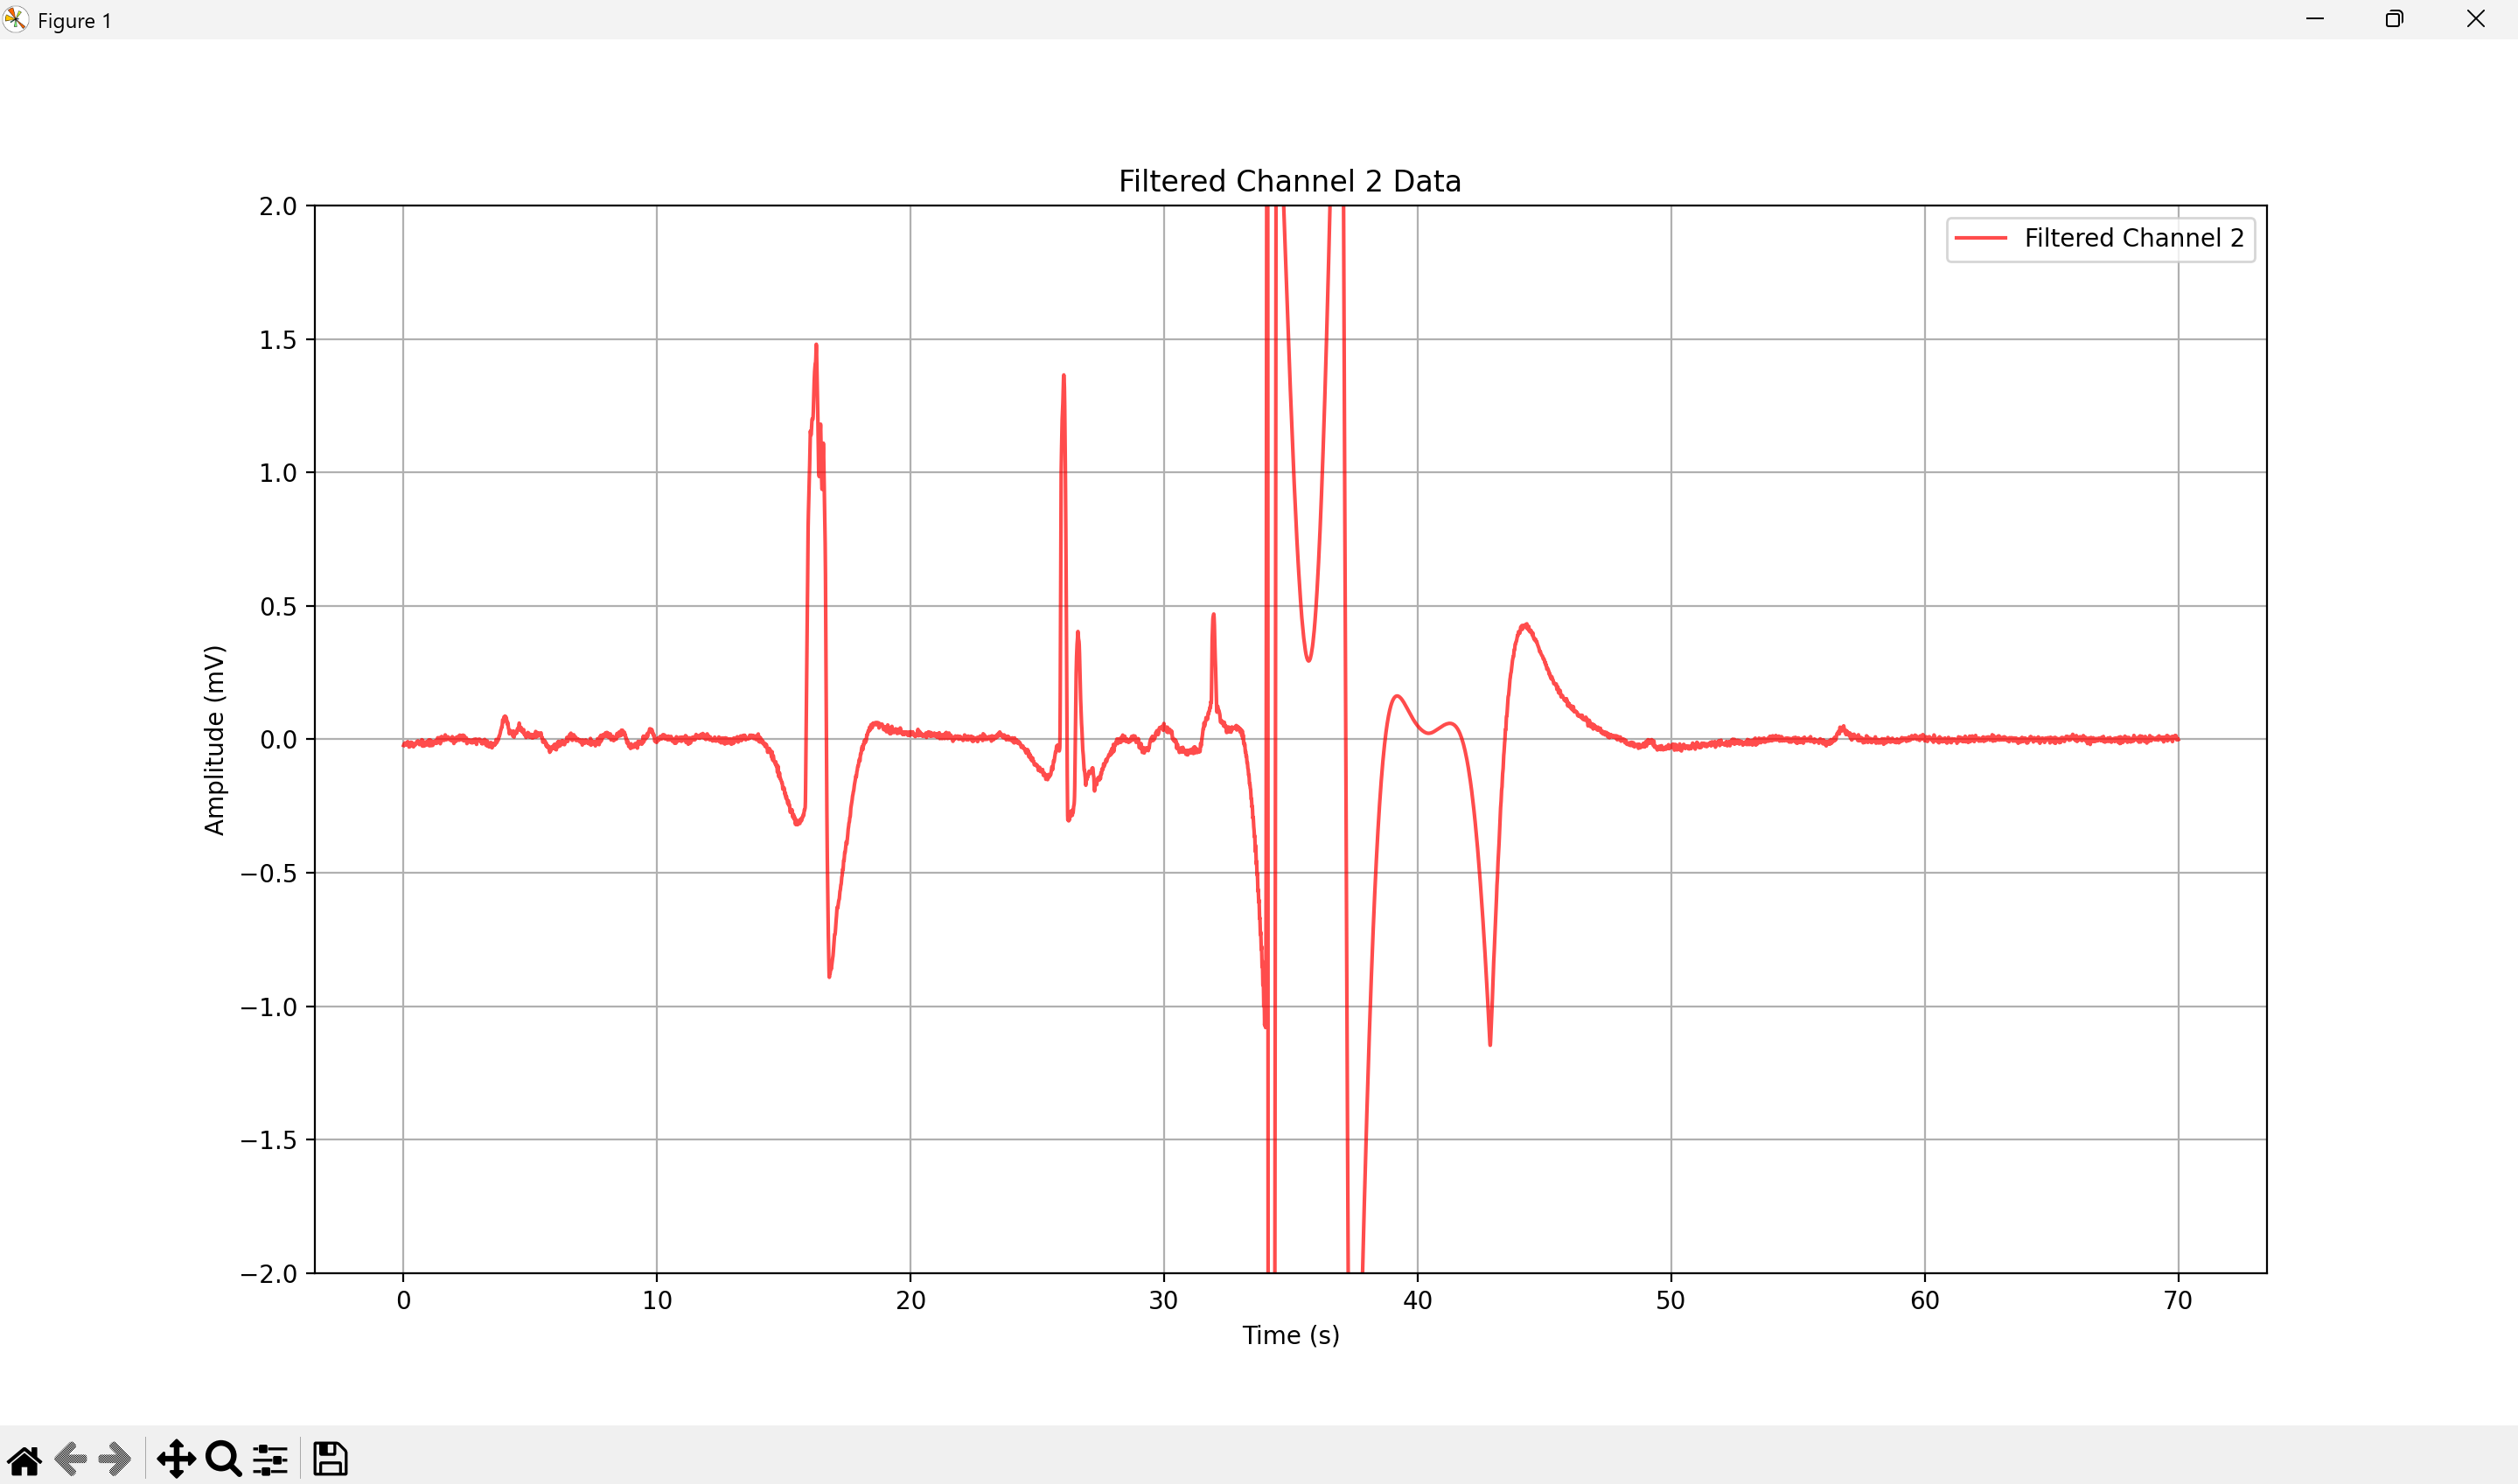 Figure 1
Filtered Channel 2 Data
Filtered Channel 2
2.0
1.5
1.0
0.5
0.0
−0.5
−1.0
−1.5
−2.0
Amplitude (mV)
0 10 20 30 40 50 60 70
Time (s)